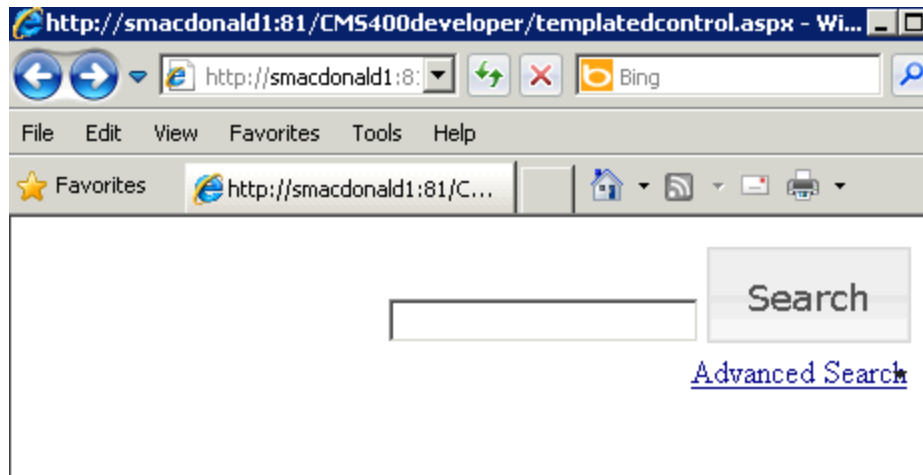 http://smacdonald1:81/CMS400developer/templatedcontrol.aspx - Wi...
http://smacdonald1:8: Bing
File Edit View Favorites Tools Help
Favorites http://smacdonald1:81/C...
Search
Advanced Search